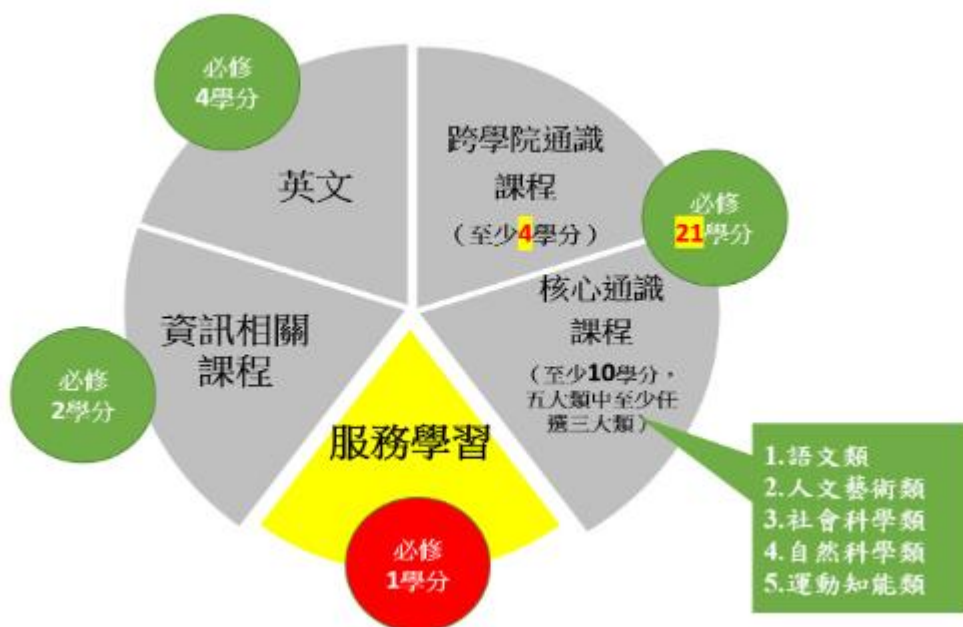 必修
4學分
英文
跨學院通識
課程
（至少4學分）
必修
21學分
核心通識
課程
（至少10學分，
五大類中至少任
選三大類）
資訊相關
課程
必修
2學分
服務學習
必修
1學分
1.語文類
2.人文藝術類
3.社會科學類
4.自然科學類
5.運動知能類